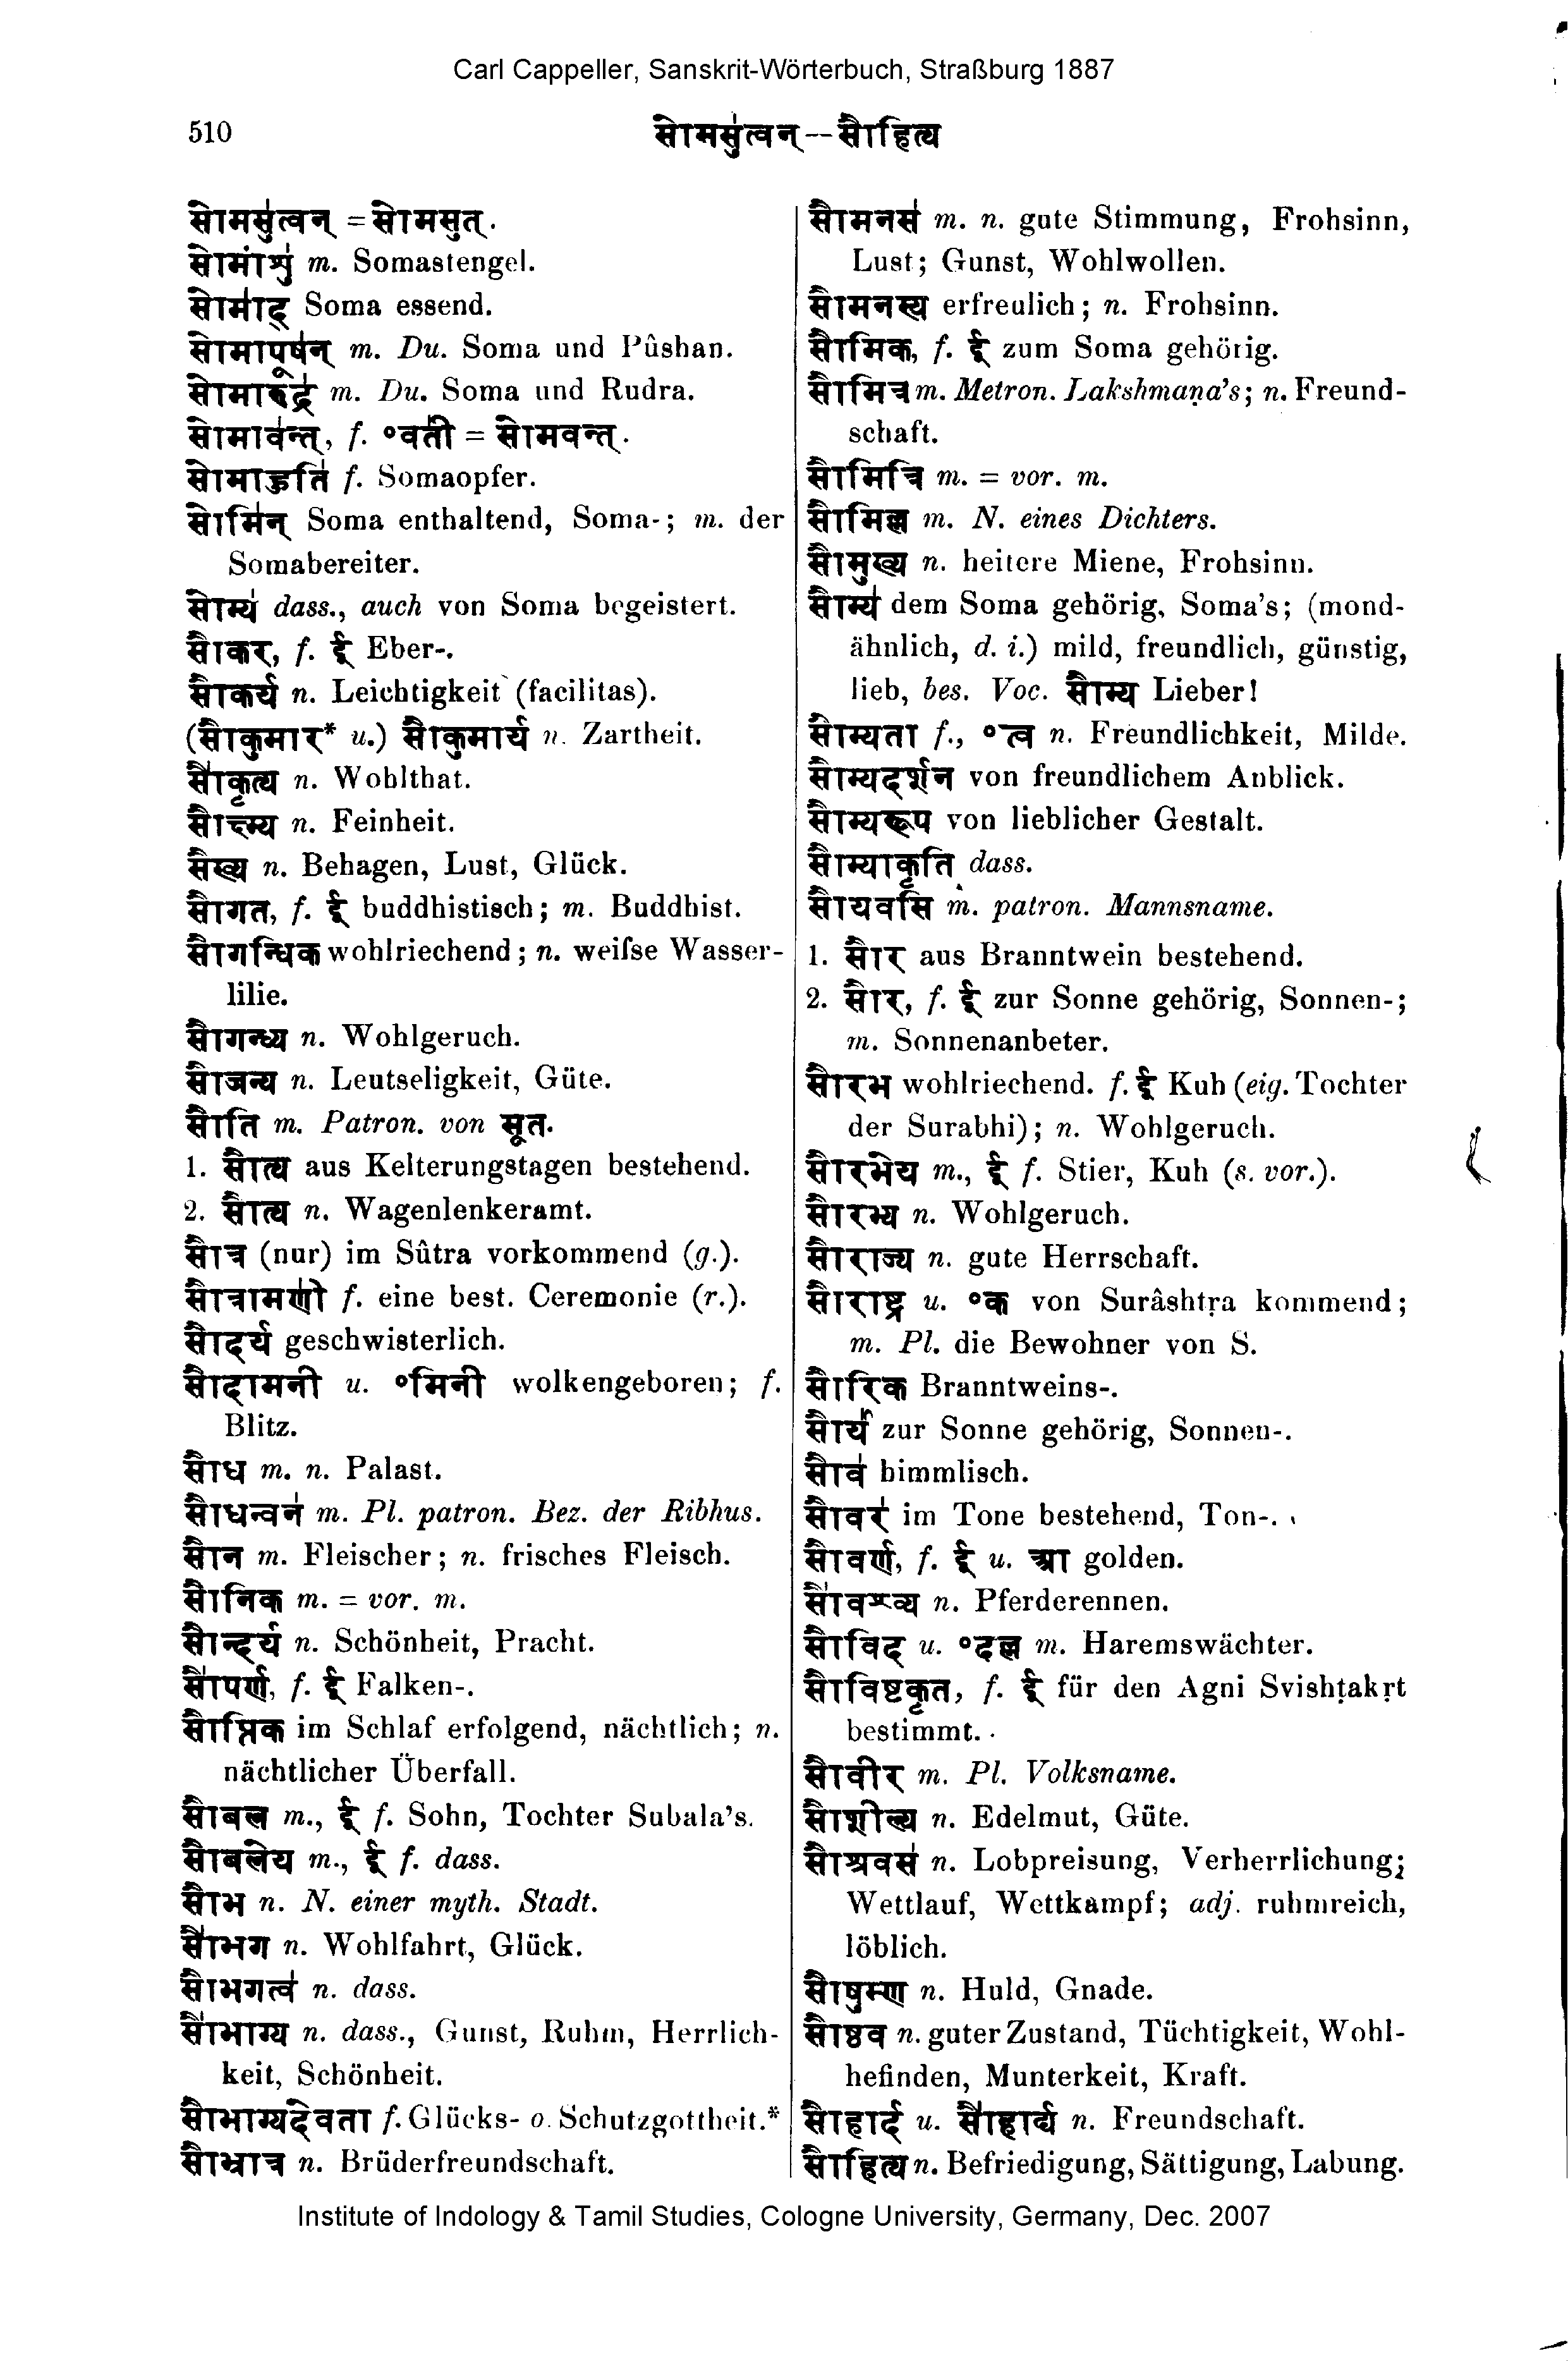 Carl Cappeller, Sanskrit-Wörterbuch, Straßburg 1887
510
सोमसु॑त्वन् -- सौहित्य
सोमसु॑त्वन् = सोमसुत्.
सोमांशु॑ m. Somastengel.
सोमा॑द् Soma essend.
सोमापूष॑न् m. Du. Soma und Pûshan.
सोमारुद्र॑ m. Du. Soma und Rudra.
सोमाव॑न्त्, f. °व॑ती = सोमवन्त्.
सोमाहुति॑ f. Somaopfer.
सोमि॑न् Soma enthaltend, Soma-; m. der
Somabereiter.
सोम्य॑ dass., auch von Soma begeistert.
सौकर, f. ई Eber-.
सौकर्य n. Leichtigkeit (facilitas).
(सौकुमार* u.) सौकुमार्य n. Zartheit.
सौ॑कृत्य n. Wohlthat.
सौक्ष्म्य n. Feinheit.
सौख्य n. Behagen, Lust, Glück.
सौगत, f. ई buddhistisch; m. Buddhist.
सौगन्धिक wohlriechend; n. weiſse Wasser-
lilie.
सौगन्ध्य n. Wohlgeruch.
सौजन्य n. Leutseligkeit, Güte.
सौति m. Patron. von सूत.
1. सौत्य aus Kelterungstagen bestehend.
2. सौत्य n. Wagenlenkeramt.
सौत्र (nur) im Sûtra vorkommend (g.).
सौत्रामणी॑ f. eine best. Ceremonie (r.).
सौदर्य geschwisterlich.
सौदामनी u. °मिनी wolkengeboren; f.
Blitz.
सौध m. n. Palast.
सौधन्वन॑ m. Pl. patron. Bez. der Ribhus.
सौन m. Fleischer; n. frisches Fleisch.
सौनिक m. = vor. m.
सौन्दर्य n. Schönheit, Pracht.
सौ॑पर्ण, f. ई Falken-.
सौप्तिक im Schlaf erfolgend, nächtlich; n.
nächtlicher Überfall.
सौबल m., ई f. Sohn, Tochter Subala's.
सौबलेय m., ई f. dass.
सौभ n. N. einer myth. Stadt.
सौ॑भग n. Wohlfahrt, Glück.
सौभगत्व॑ n. dass.
सौ॑भाग्य n. dass., Gunst, Ruhm, Herrlich-
keit, Schönheit.
सौभाग्यदेवता f. Glücks- o. Schutzgottheit.*
सौभ्रात्र n. Brüderfreundschaft.
सौमनस॑ m. n. gute Stimmung, Frohsinn,
Lust; Gunst, Wohlwollen.
सौमनस्य erfreulich; n. Frohsinn.
सौमिक, f. ई zum Soma gehörig.
सौमित्र m. Metron. Lakshmaṇa's; n. Freund-
schaft.
सौमित्रि m. = vor. m.
सौमिल्ल m. N. eines Dichters.
सौमुख्य n. heitere Miene, Frohsinn.
सौम्य॑ dem Soma gehörig, Soma's; (mond-
ähnlich, d. i.) mild, freundlich, günstig,
lieb, bes. Voc. सौम्य Lieber!
सौम्यता f., °त्व n. Freundlichkeit, Milde.
सौम्यदर्शन von freundlichem Anblick.
सौम्यरूप von lieblicher Gestalt.
सौम्याकृति dass.
सौयवसि m. patron. Mannsname.
1. सौर aus Branntwein bestehend.
2. सौर, f. ई zur Sonne gehörig, Sonnen-;
m. Sonnenanbeter.
सौरभ wohlriechend. f. ई Kuh (eig. Tochter
der Surabhi); n. Wohlgeruch.
सौरभेय m., ई f. Stier, Kuh (s. vor.).
सौरभ्य n. Wohlgeruch.
सौराज्य n. gute Herrschaft.
सौराष्ट्र u. °क von Surâshtṛa kommend;
m. Pl. die Bewohner von S.
सौरिक Branntweins-.
सौर्य॑ zur Sonne gehörig, Sonnen-.
सौव॑ himmlisch.
सौवर॑ im Tone bestehend, Ton-.
सौवर्ण, f. ई u. आ golden.
सौ॑वश्व्य n. Pferderennen.
सौविद u. °दल्ल m. Haremswächter.
सौविष्टकृत, f. ई für den Agni Svishṭakṛt
bestimmt.
सौवीर m. Pl. Volksname.
सौशील्य n. Edelmut, Güte.
सौश्रवस॑ n. Lobpreisung, Verherrlichung;
Wettlauf, Wettkampf; adj. ruhmreich,
löblich.
सौषुम्ण n. Huld, Gnade.
सौष्ठव n. guter Zustand, Tüchtigkeit, Wohl-
befinden, Munterkeit, Kraft.
सौहार्द u. सौ॑हार्द्य n. Freundschaft.
सौहित्य n. Befriedigung, Sättigung, Labung.
Institute of Indology & Tamil Studies, Cologne University, Germany, Dec. 2007